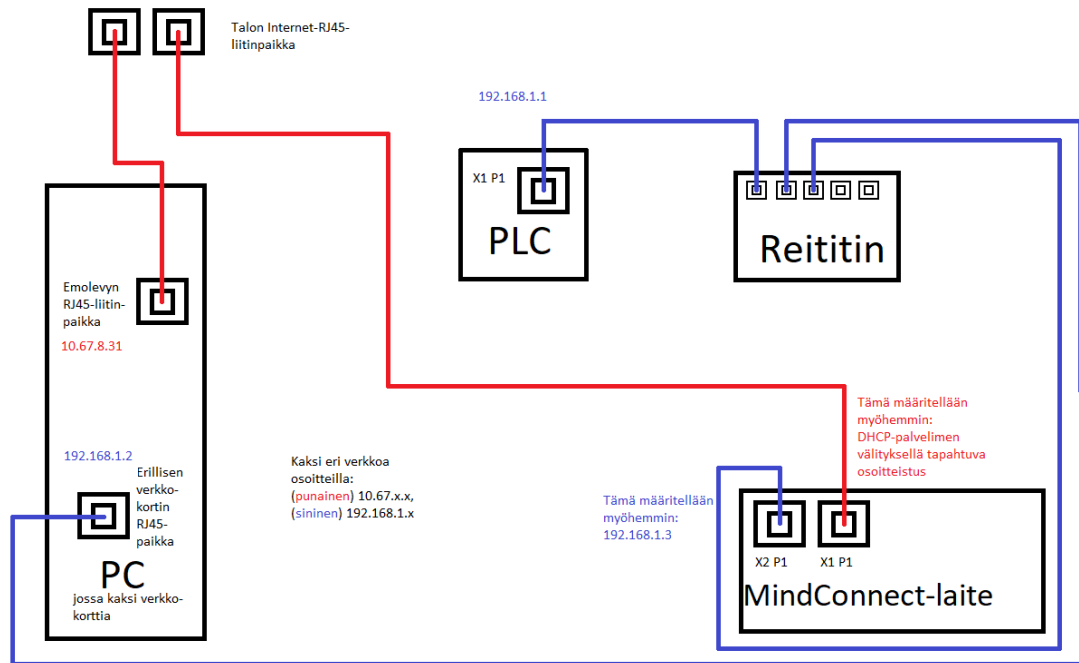 Talon Internet-RJ45-
liitinpaikka
192.168.1.1
X1 P1
PLC
Reititin
Emolevyn
RJ45-liitin-
paikka
10.67.8.31
192.168.1.2
Erillisen
verkko-
kortin
RJ45-
paikka
PC
jossa kaksi verkko-
korttia
Kaksi eri verkkoa
osoitteilla:
(punainen) 10.67.x.x,
(sininen) 192.168.1.x
Tämä määritellään
myöhemmin:
DHCP-palvelimen
välityksellä tapahtuva
osoitteistus
Tämä määritellään
myöhemmin:
192.168.1.3
X2 P1
X1 P1
MindConnect-laite